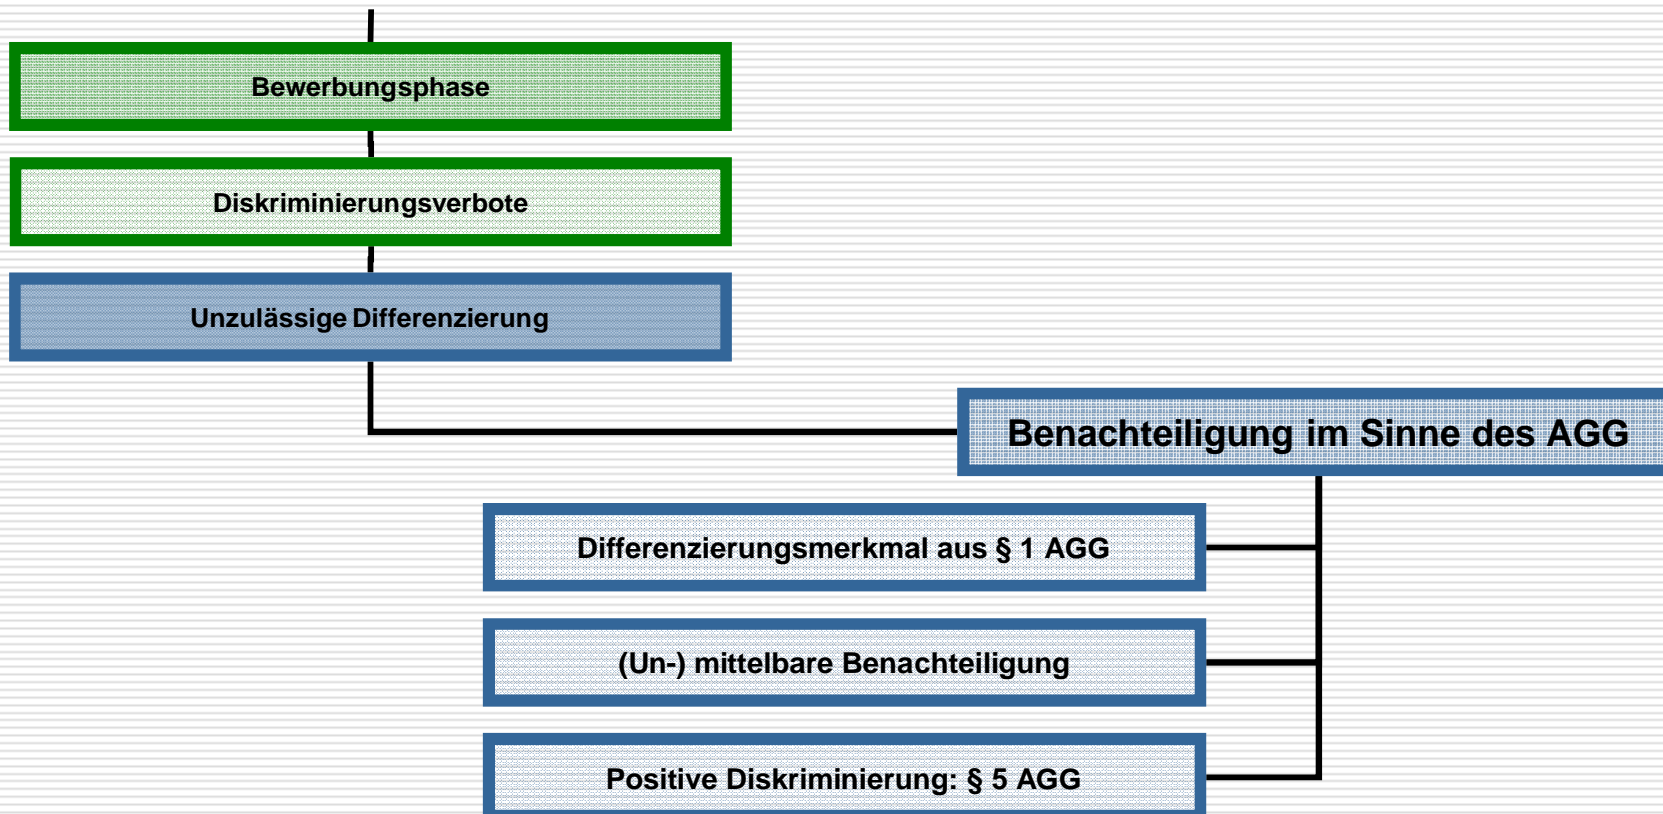 Bewerbungsphase
Diskriminierungsverbote
Unzulässige Differenzierung
Benachteiligung im Sinne des AGG
Differenzierungsmerkmal aus § 1 AGG
(Un-) mittelbare Benachteiligung
Positive Diskriminierung: § 5 AGG